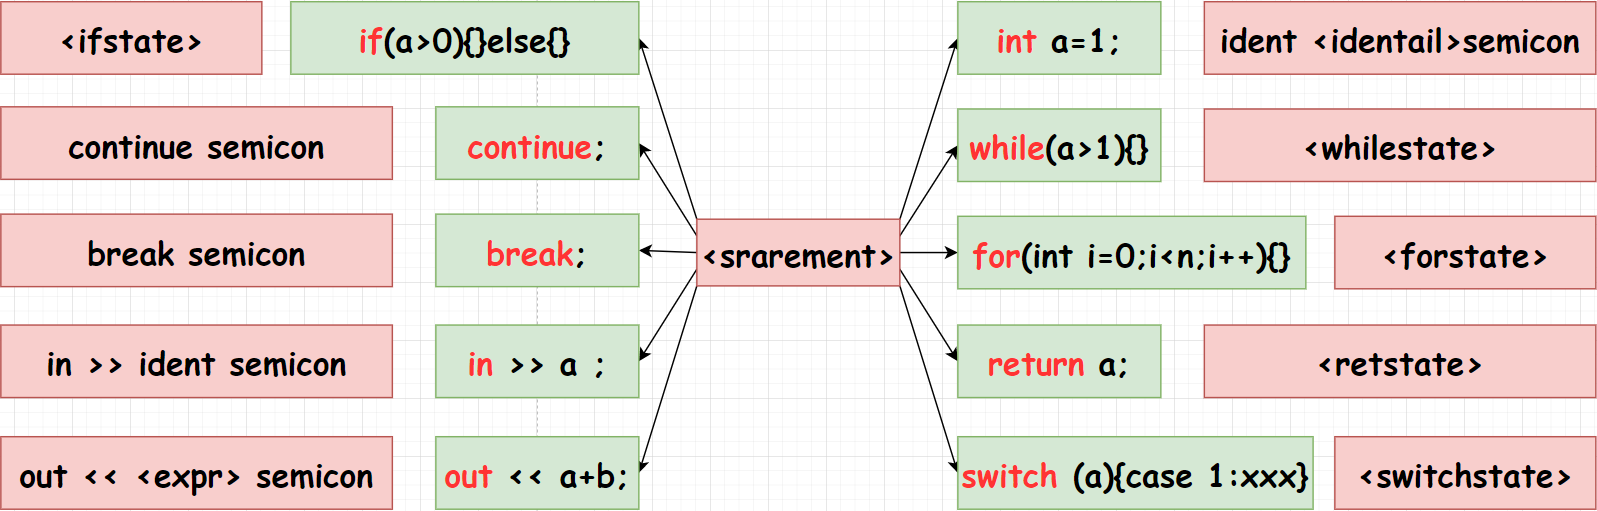 <ifstate> if(a>0){}else{} int a=1; ident <identail>semicon
continue semicon continue; while(a>1){} <whilestate>
break semicon break; <srarement> for(int i=0;i<n;i++){} <forstate>
in >> ident semicon in >> a ; return a; <retstate>
out << <expr> semicon out << a+b; switch (a){case 1:xxx} <switchstate>